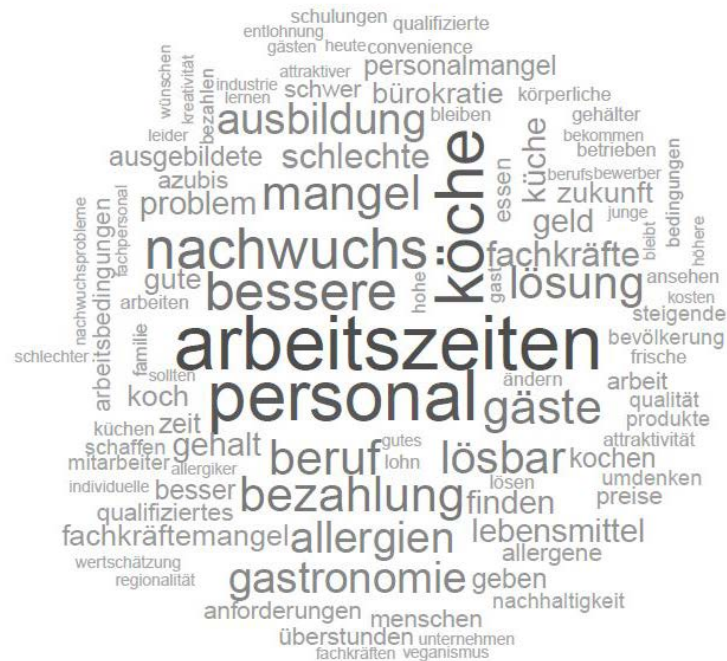 schulungen qualifizierte
entlohnung
gästen heute convenience
attraktiver personalmangel
wünschen
kreativität
bezahlen
industrie schwer bürokratie körperliche
lernen
ausbildung bleiben gehälter
leider bekommen
ausgebildete schlechte köche essen küche betrieben
azubis berufs bewerber
bedingungen
problem mangel zukunft
geld junge
höhere
bleibt
nachwuchsprobleme
fachpersonal
arbeitsbedingungen
nachwuchs fachkräfte
gute bessere hohe gast lösung ansehen
kosten
arbeiten steigende
arbeitszeiten bevölkerung
schlechter familie frische
sollten ändern arbeit
koch personal gäste qualität
produkte
küchen zeit gutes attraktivität
schaffen gehalt beruf lohn lösbar kochen
mitarbeiter allergiker umdenken
individuelle besser bezahlung lösen finden preise
qualifiziertes
fachkräftemangel allergien lebensmittel
allergene
wertschätzung
regionalität gastronomie geben
nachhaltigkeit
anforderungen menschen
überstunden unternehmen
fachkräften veganismus